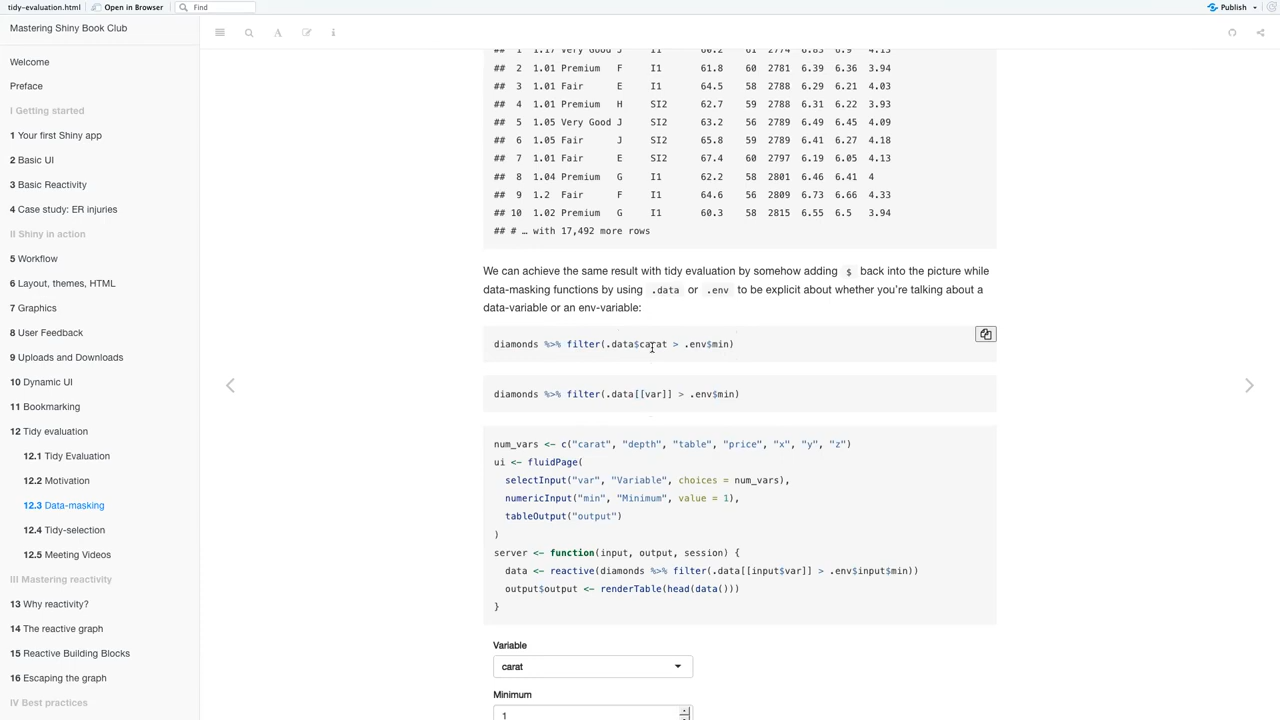 tidy-evaluation.html
Open in Browser
Find
Publish
Mastering Shiny Book Club
Welcome
Preface
I Getting started
1 Your first Shiny app
2 Basic UI
3 Basic Reactivity
4 Case study: ER injuries
II Shiny in action
5 Workflow
6 Layout, themes, HTML
7 Graphics
8 User Feedback
9 Uploads and Downloads
10 Dynamic UI
11 Bookmarking
12 Tidy evaluation
12.1 Tidy Evaluation
12.2 Motivation
12.3 Data-masking
12.4 Tidy-selection
12.5 Meeting Videos
III Mastering reactivity
13 Why reactivity?
14 The reactive graph
15 Reactive Building Blocks
16 Escaping the graph
IV Best practices
## 1 1.17 Very Good J I1 60.2 61 2774 6.83 6.9 4.13
## 2 1.01 Premium F I1 61.8 60 2781 6.39 6.36 3.94
## 3 1.01 Fair E I1 64.5 58 2788 6.29 6.21 4.03
## 4 1.01 Premium H SI2 62.7 59 2788 6.31 6.22 3.93
## 5 1.05 Very Good J SI2 63.2 56 2789 6.49 6.45 4.09
## 6 1.05 Fair J SI2 65.8 59 2789 6.41 6.27 4.18
## 7 1.01 Fair E SI2 67.4 60 2797 6.19 6.05 4.13
## 8 1.04 Premium G I1 62.2 58 2801 6.46 6.41 4
## 9 1.2 Fair F I1 64.6 56 2809 6.73 6.66 4.33
## 10 1.02 Premium G I1 60.3 58 2815 6.55 6.5 3.94
## # … with 17,492 more rows
We can achieve the same result with tidy evaluation by somehow adding $ back into the picture while
data-masking functions by using .data or .env to be explicit about whether you're talking about a
data-variable or an env-variable:
diamonds %>% filter(.data$carat > .env$min)
diamonds %>% filter(.data[[var]] > .env$min)
num_vars <- c("carat", "depth", "table", "price", "x", "y", "z")
ui <- fluidPage(
selectInput("var", "Variable", choices = num_vars),
numericInput("min", "Minimum", value = 1),
tableOutput("output")
)
server <- function(input, output, session) {
data <- reactive(diamonds %>% filter(.data[[input$var]] > .env$input$min))
output$output <- renderTable(head(data()))
}
Variable
carat
Minimum
1